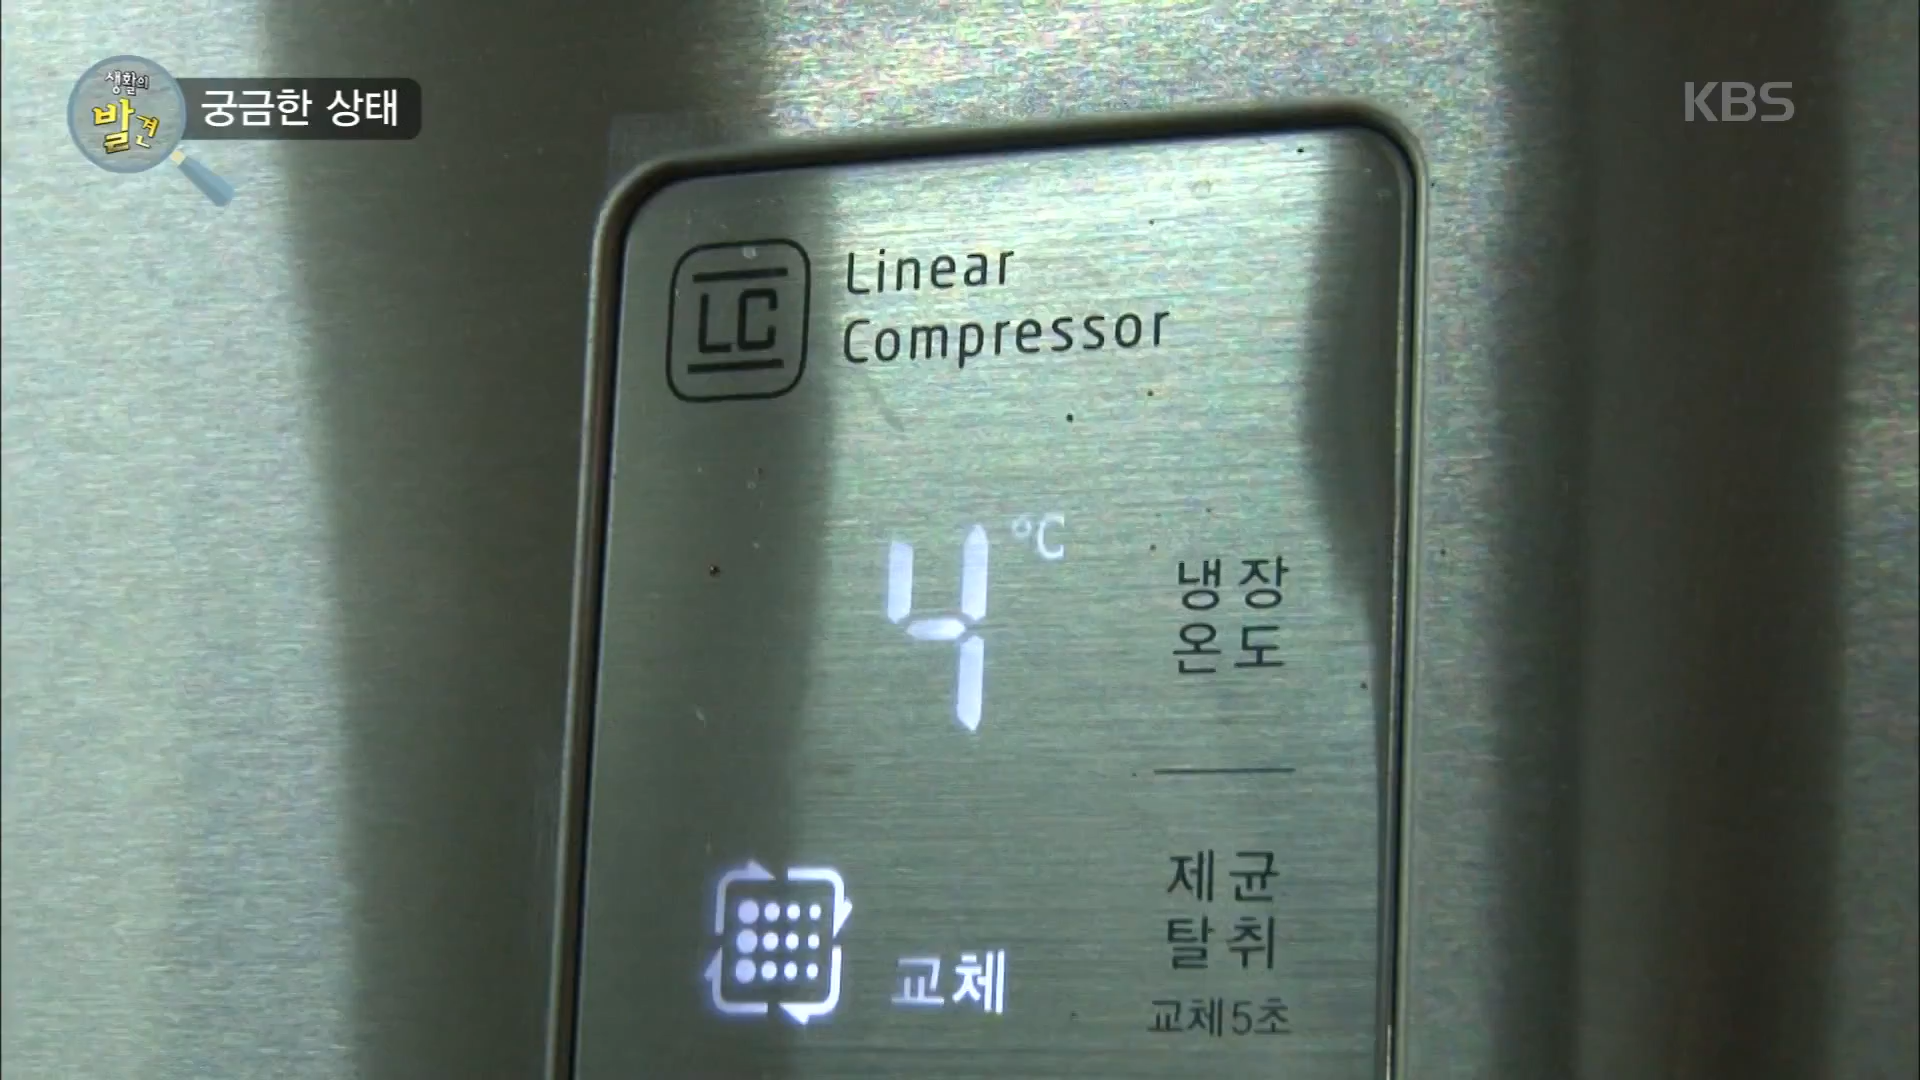 생활의
발견
궁금한 상태
KBS
LC
Linear
Compressor
4 °C
냉장
온도
제균
탈취
교체
교체5초